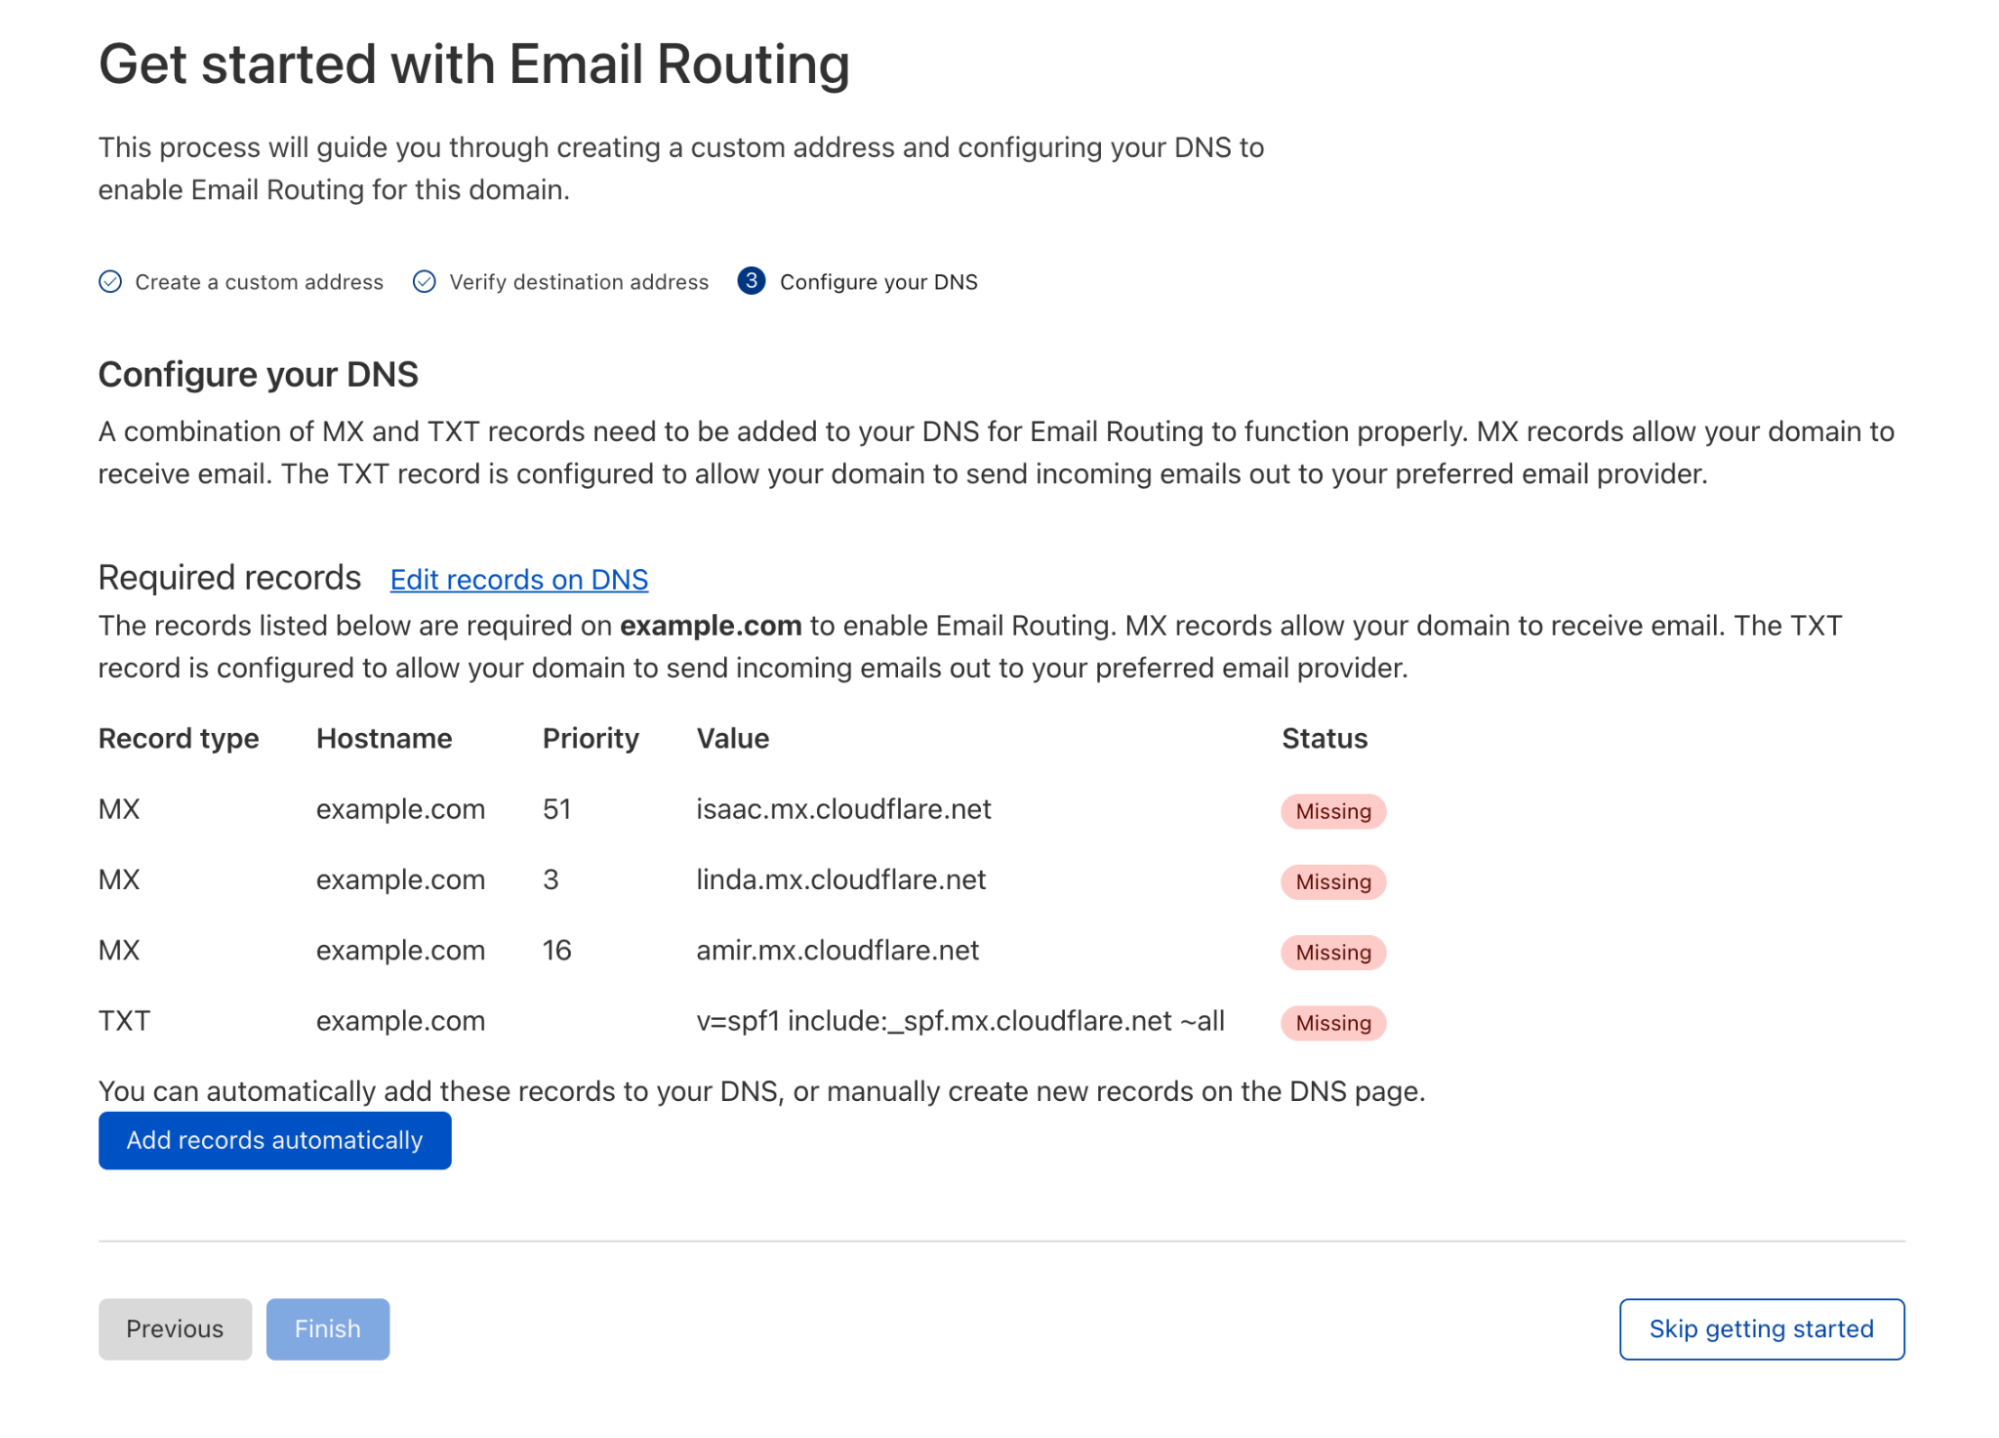 Get started with Email Routing
This process will guide you through creating a custom address and configuring your DNS to
enable Email Routing for this domain.
Create a custom address Verify destination address 3 Configure your DNS
Configure your DNS
A combination of MX and TXT records need to be added to your DNS for Email Routing to function properly. MX records allow your domain to
receive email. The TXT record is configured to allow your domain to send incoming emails out to your preferred email provider.
Required records Edit records on DNS
The records listed below are required on example.com to enable Email Routing. MX records allow your domain to receive email. The TXT
record is configured to allow your domain to send incoming emails out to your preferred email provider.
Record type Hostname Priority Value Status
MX example.com 51 isaac.mx.cloudflare.net Missing
MX example.com 3 linda.mx.cloudflare.net Missing
MX example.com 16 amir.mx.cloudflare.net Missing
TXT example.com v=spf1 include:_spf.mx.cloudflare.net ~all Missing
You can automatically add these records to your DNS, or manually create new records on the DNS page.
Add records automatically
Previous Finish Skip getting started